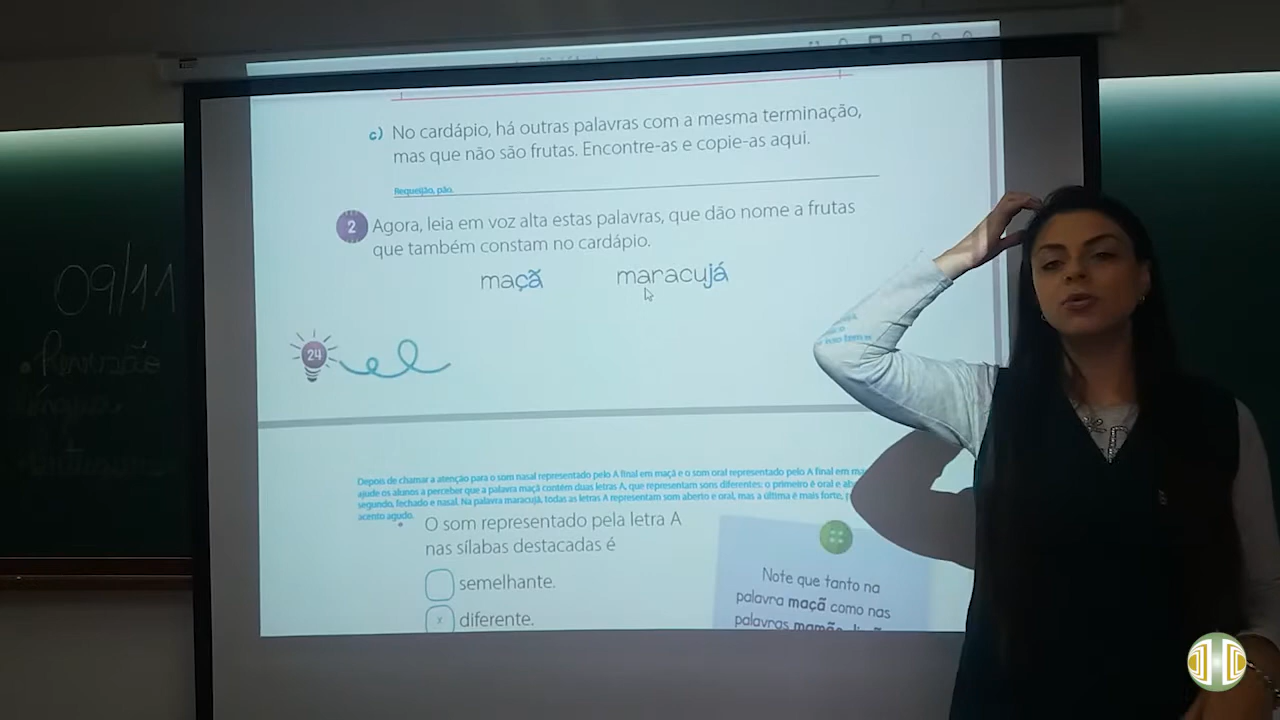 09/11
c) No cardápio, há outras palavras com a mesma terminação,
mas que não são frutas. Encontre-as e copie-as aqui.
Requeijão, pão.
2 Agora, leia em voz alta estas palavras, que dão nome a frutas
que também constam no cardápio.
maçã maracujá
24
Depois de chamar a atenção para o som nasal representado pelo A final em maçã e o som oral representado pelo A final em
ajude os alunos a perceber que a palavra maçã contém duas letras A, que representam sons diferentes: o primeiro é oral e
segundo, fechado e nasal. Na palavra maracujá, todas as letras A representam som aberto e oral, mas a última é mais forte,
acento agudo.
• O som representado pela letra A
nas sílabas destacadas é
semelhante.
x diferente.
Note que tanto na
palavra maçã como nas
palavras